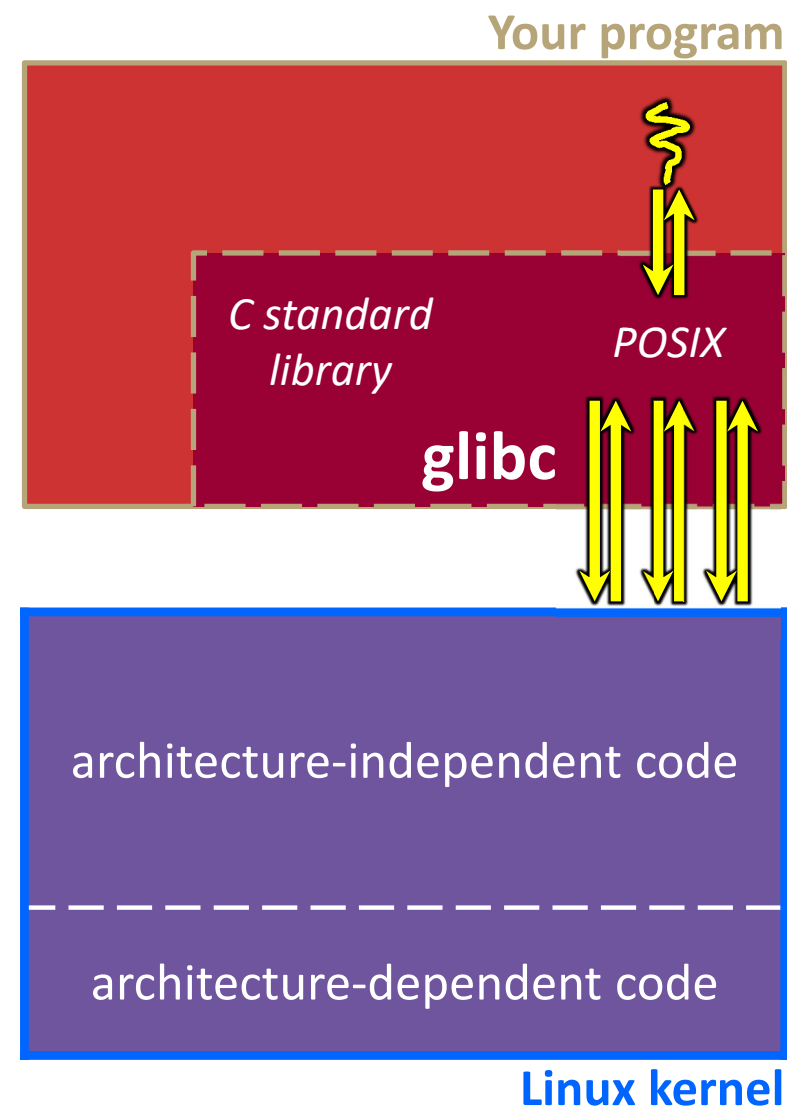 Your program
C standard
library
POSIX
glibc
architecture-independent code
architecture-dependent code
Linux kernel